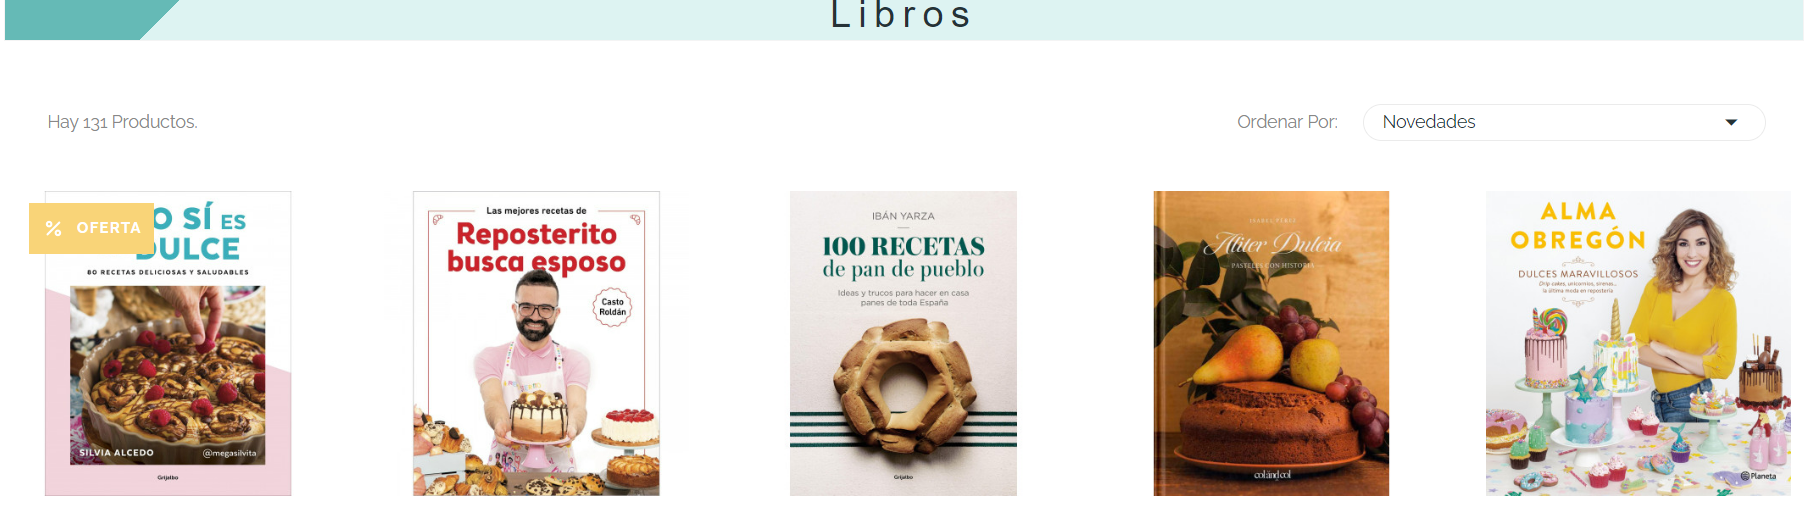 Libros
Hay 131 Productos.
Ordenar Por:
Novedades
% OFERTA
O SÍ ES
DULCE
80 RECETAS DELICIOSAS Y SALUDABLES
SILVIA ALCEDO
@megasilvita
Grijalbo
Las mejores recetas de
Reposterito
busca esposo
Casto
Roldán
IBÁN YARZA
100 RECETAS
de pan de pueblo
Ideas y trucos para hacer en casa
panes de toda España
Grijalbo
Aliter Dulcia
PASTELES CON HISTORIA
colandcol
ALMA
OBREGÓN
DULCES MARAVILLOSOS
Drip cakes, unicornios, sirenas...
la última moda en repostería
Planeta